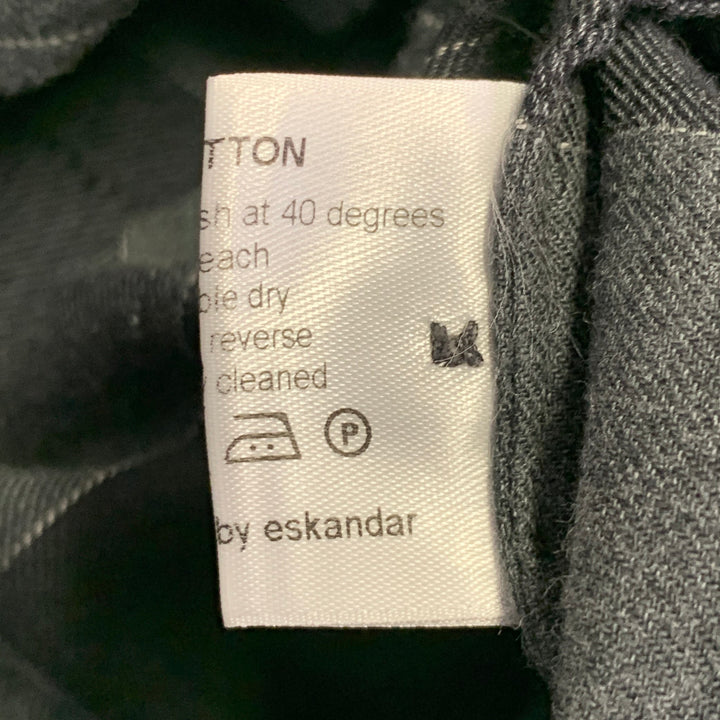 TTON
sh at 40 degrees
each
ble dry
reverse
cleaned
P
by eskandar